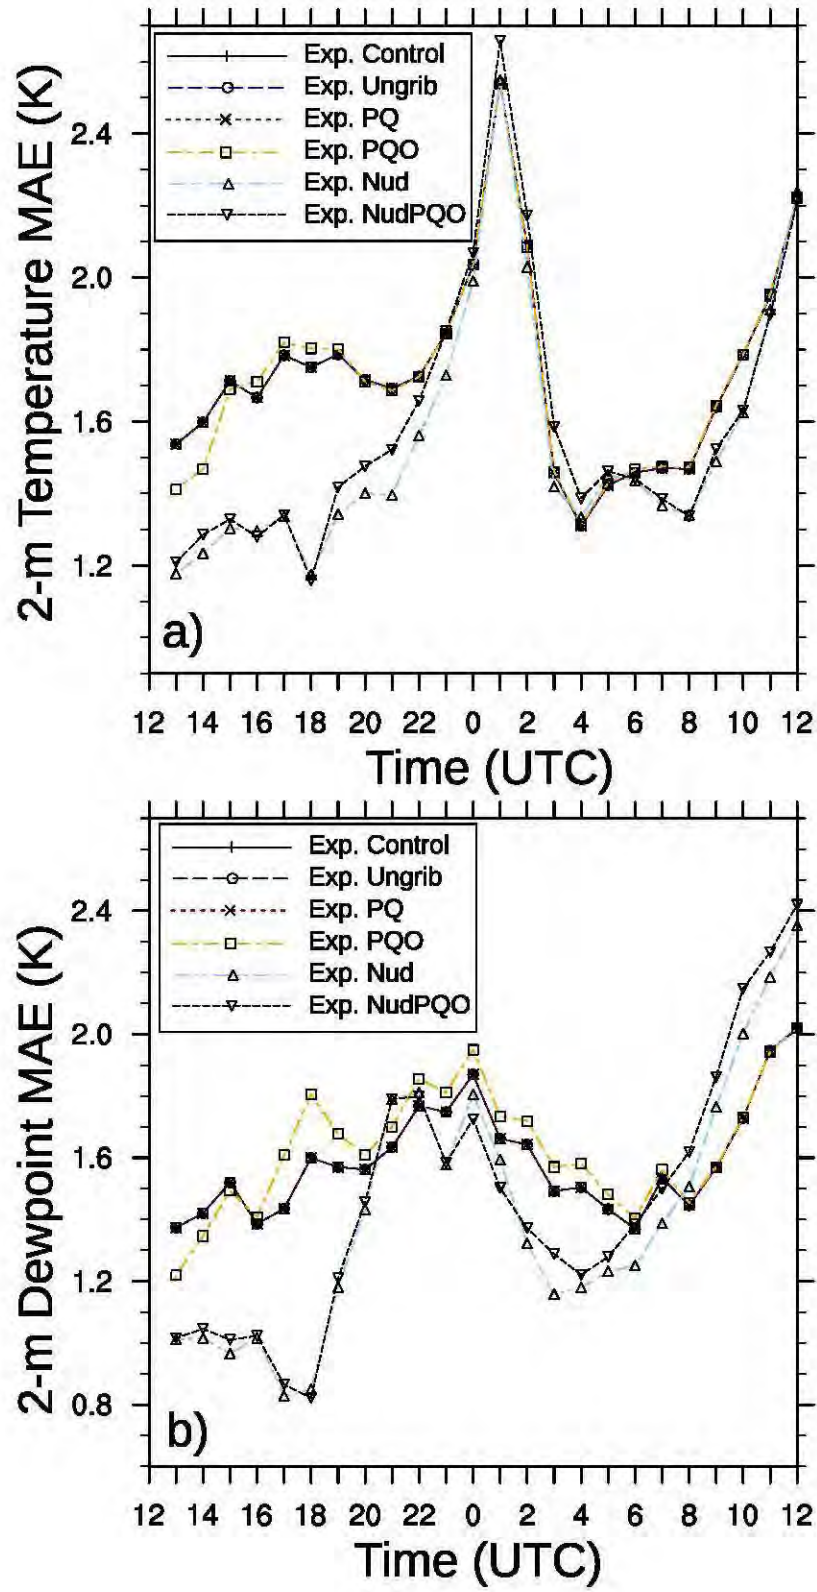 2-m Temperature MAE (K)
Exp. Control
Exp. Ungrib
Exp. PQ
Exp. PQO
Exp. Nud
Exp. NudPQO
2.4
2.0
1.6
1.2
a)
12 14 16 18 20 22 0 2 4 6 8 10 12
Time (UTC)
2-m Dewpoint MAE (K)
Exp. Control
Exp. Ungrib
Exp. PQ
Exp. PQO
Exp. Nud
Exp. NudPQO
2.4
2.0
1.6
1.2
0.8
b)
12 14 16 18 20 22 0 2 4 6 8 10 12
Time (UTC)